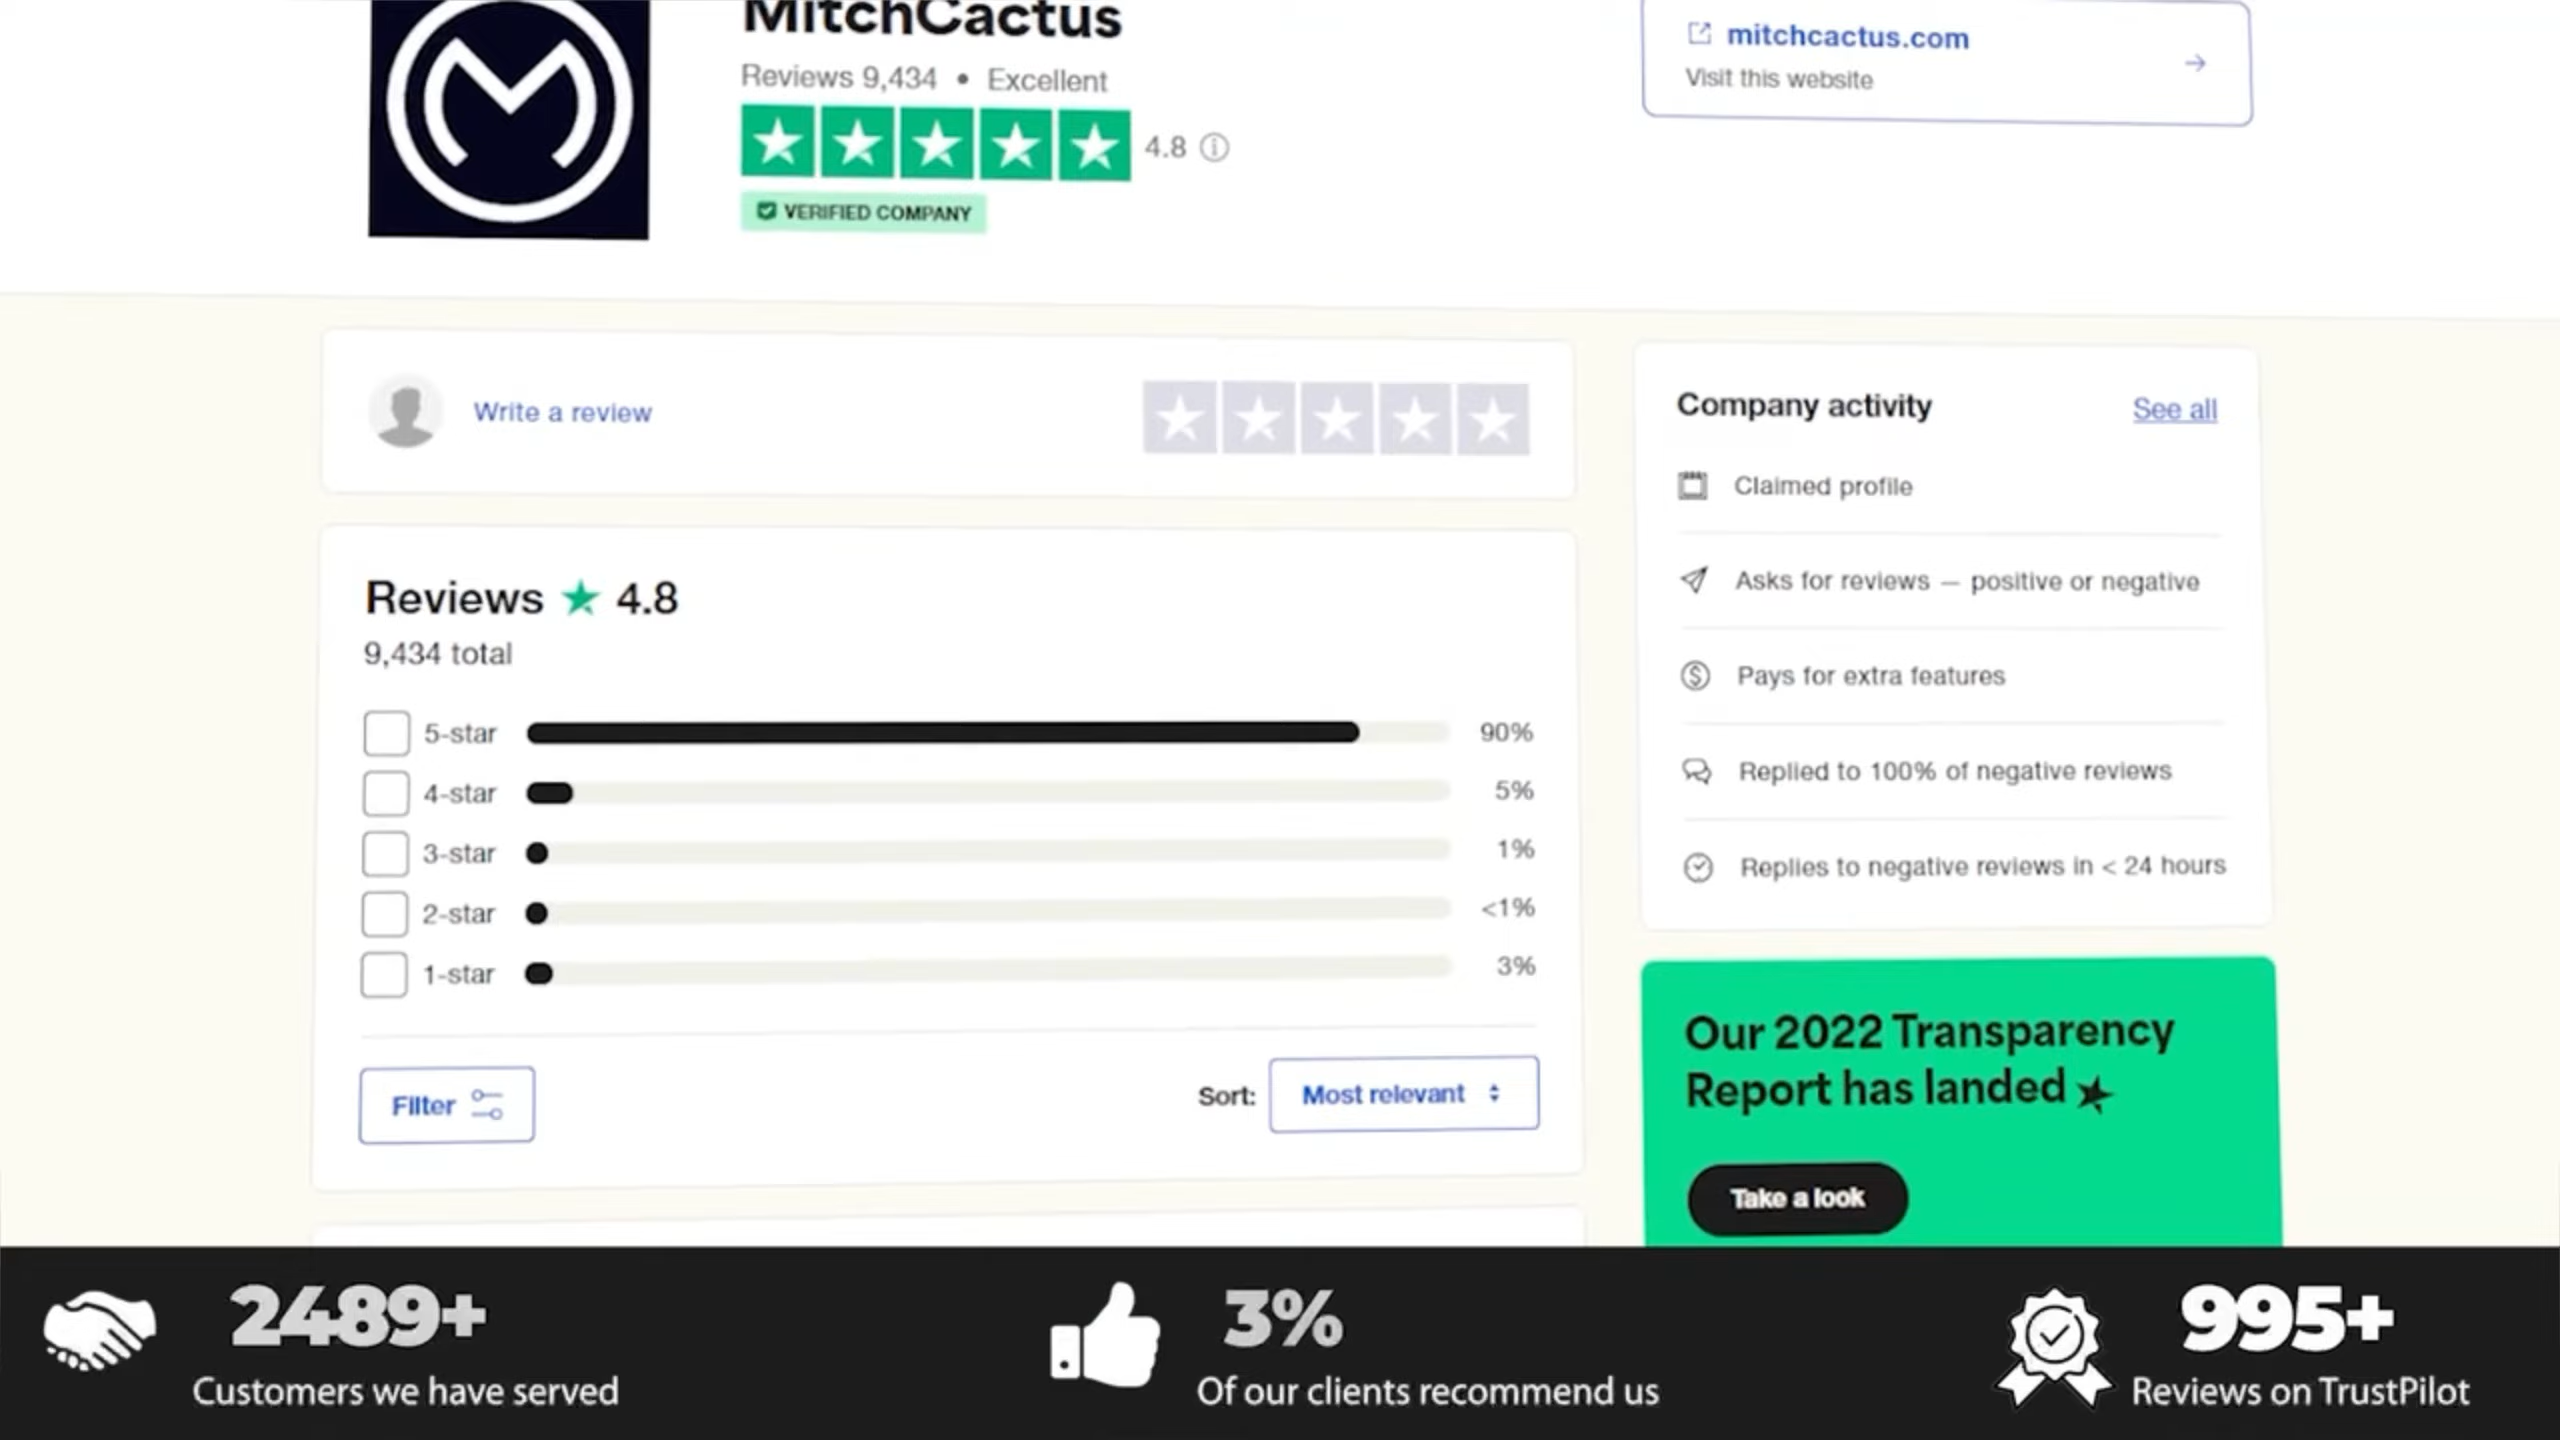 MitchCactus
Reviews 9,434 • Excellent
4.8
VERIFIED COMPANY
mitchcactus.com
Visit this website
Write a review
Company activity
See all
Claimed profile
Asks for reviews — positive or negative
Pays for extra features
Replied to 100% of negative reviews
Replies to negative reviews in < 24 hours
Reviews 4.8
9,434 total
5-star 90%
4-star 5%
3-star 1%
2-star <1%
1-star 3%
Filter
Sort: Most relevant
Our 2022 Transparency
Report has landed
Take a look
2489+
Customers we have served
3%
Of our clients recommend us
995+
Reviews on TrustPilot